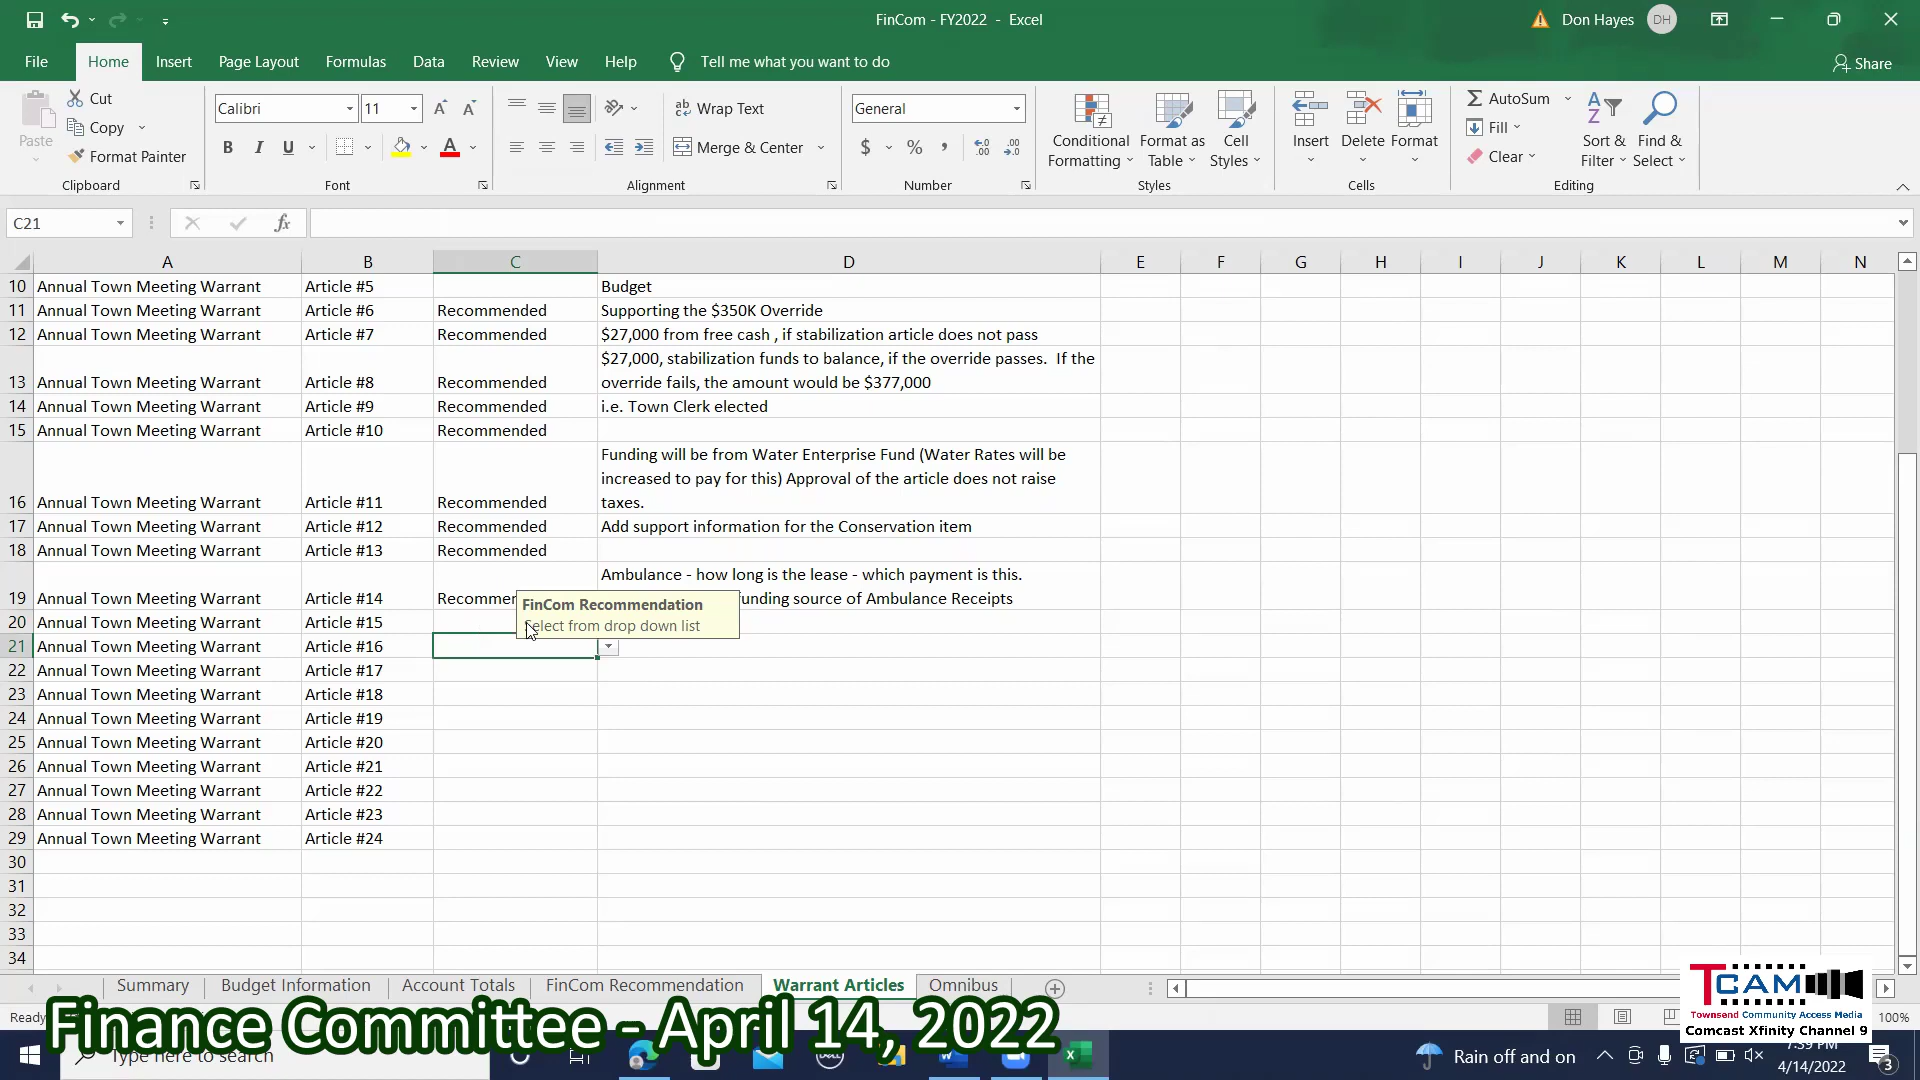 FinCom - FY2022 - Excel
Don Hayes
DH
File
Home
Insert
Page Layout
Formulas
Data
Review
View
Help
Tell me what you want to do
Share
Paste
Cut
Copy
Format Painter
Clipboard
Calibri
11
B I U
Font
Wrap Text
Merge & Center
Alignment
General
$ % ,
Number
Conditional Formatting
Format as Table
Cell Styles
Styles
Insert
Delete
Format
Cells
AutoSum
Fill
Clear
Sort & Filter
Find & Select
Editing
C21
fx
A B C D E F G H I J K L M N
10 Annual Town Meeting Warrant Article #5 Budget
11 Annual Town Meeting Warrant Article #6 Recommended Supporting the $350K Override
12 Annual Town Meeting Warrant Article #7 Recommended $27,000 from free cash , if stabilization article does not pass
$27,000, stabilization funds to balance, if the override passes. If the
13 Annual Town Meeting Warrant Article #8 Recommended override fails, the amount would be $377,000
14 Annual Town Meeting Warrant Article #9 Recommended i.e. Town Clerk elected
15 Annual Town Meeting Warrant Article #10 Recommended
Funding will be from Water Enterprise Fund (Water Rates will be
increased to pay for this) Approval of the article does not raise
16 Annual Town Meeting Warrant Article #11 Recommended taxes.
17 Annual Town Meeting Warrant Article #12 Recommended Add support information for the Conservation item
18 Annual Town Meeting Warrant Article #13 Recommended
Ambulance - how long is the lease - which payment is this.
19 Annual Town Meeting Warrant Article #14 Recommen unding source of Ambulance Receipts
FinCom Recommendation
Select from drop down list
20 Annual Town Meeting Warrant Article #15
21 Annual Town Meeting Warrant Article #16
22 Annual Town Meeting Warrant Article #17
23 Annual Town Meeting Warrant Article #18
24 Annual Town Meeting Warrant Article #19
25 Annual Town Meeting Warrant Article #20
26 Annual Town Meeting Warrant Article #21
27 Annual Town Meeting Warrant Article #22
28 Annual Town Meeting Warrant Article #23
29 Annual Town Meeting Warrant Article #24
30
31
32
33
34
Summary
Budget Information
Account Totals
FinCom Recommendation
Warrant Articles
Omnibus
Ready
100%
Finance Committee - April 14, 2022
TCAM
Townsend Community Access Media
Comcast Xfinity Channel 9
Type here to search
DELL
Rain off and on
7:39 PM
4/14/2022
3